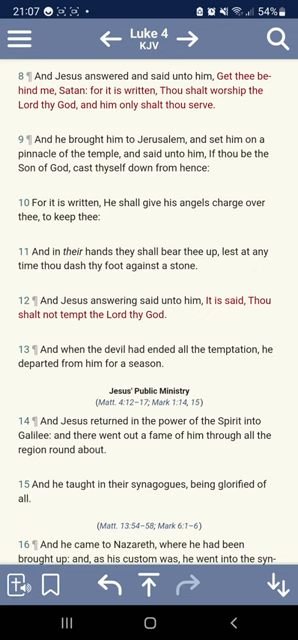 21:07
54%
Luke 4
KJV
8 ¶ And Jesus answered and said unto him, Get thee be-
hind me, Satan: for it is written, Thou shalt worship the
Lord thy God, and him only shalt thou serve.
9 ¶ And he brought him to Jerusalem, and set him on a
pinnacle of the temple, and said unto him, If thou be the
Son of God, cast thyself down from hence:
10 For it is written, He shall give his angels charge over
thee, to keep thee:
11 And in their hands they shall bear thee up, lest at any
time thou dash thy foot against a stone.
12 ¶ And Jesus answering said unto him, It is said, Thou
shalt not tempt the Lord thy God.
13 ¶ And when the devil had ended all the temptation, he
departed from him for a season.
Jesus' Public Ministry
(Matt. 4:12–17; Mark 1:14, 15)
14 ¶ And Jesus returned in the power of the Spirit into
Galilee: and there went out a fame of him through all the
region round about.
15 And he taught in their synagogues, being glorified of
all.
(Matt. 13:54–58; Mark 6:1–6)
16 ¶ And he came to Nazareth, where he had been
brought up: and, as his custom was, he went into the syn-